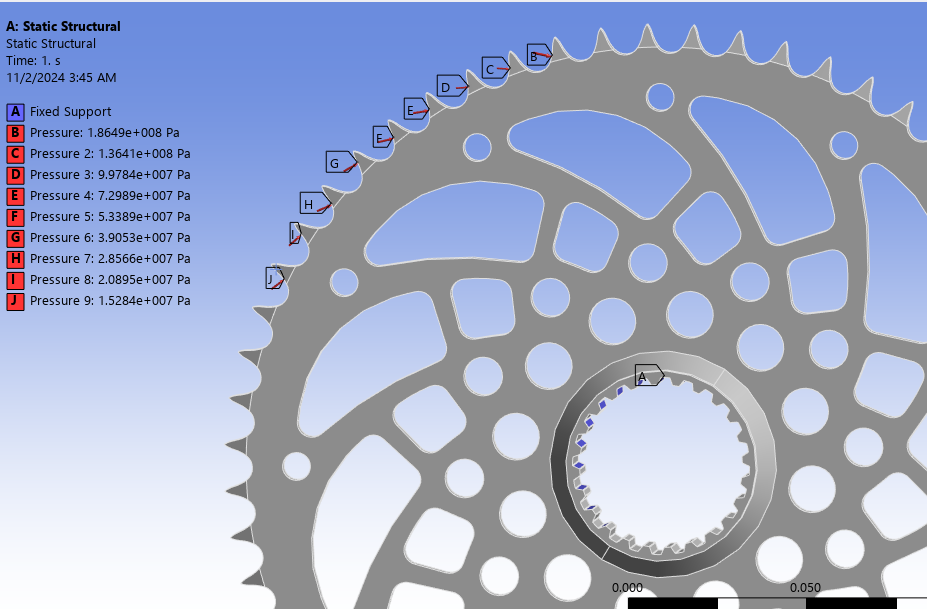 A: Static Structural
Static Structural
Time: 1. s
11/2/2024 3:45 AM
A Fixed Support
B Pressure: 1.8649e+008 Pa
C Pressure 2: 1.3641e+008 Pa
D Pressure 3: 9.9784e+007 Pa
E Pressure 4: 7.2989e+007 Pa
F Pressure 5: 5.3389e+007 Pa
G Pressure 6: 3.9053e+007 Pa
H Pressure 7: 2.8566e+007 Pa
I Pressure 8: 2.0895e+007 Pa
J Pressure 9: 1.5284e+007 Pa
B
C
D
E
F
G
H
I
J
A
0.000 0.050